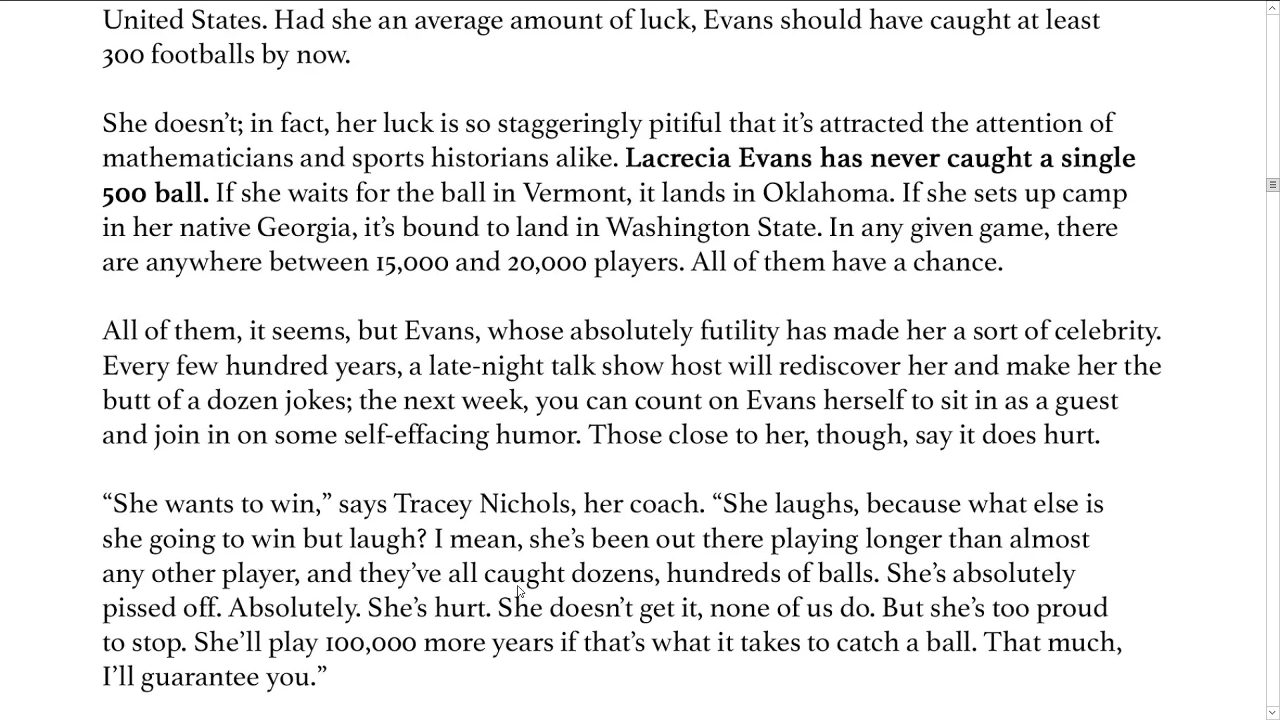 United States. Had she an average amount of luck, Evans should have caught at least
300 footballs by now.
She doesn’t; in fact, her luck is so staggeringly pitiful that it’s attracted the attention of
mathematicians and sports historians alike. Lacrecia Evans has never caught a single
500 ball. If she waits for the ball in Vermont, it lands in Oklahoma. If she sets up camp
in her native Georgia, it’s bound to land in Washington State. In any given game, there
are anywhere between 15,000 and 20,000 players. All of them have a chance.
All of them, it seems, but Evans, whose absolutely futility has made her a sort of celebrity.
Every few hundred years, a late-night talk show host will rediscover her and make her the
butt of a dozen jokes; the next week, you can count on Evans herself to sit in as a guest
and join in on some self-effacing humor. Those close to her, though, say it does hurt.
“She wants to win,” says Tracey Nichols, her coach. “She laughs, because what else is
she going to win but laugh? I mean, she’s been out there playing longer than almost
any other player, and they’ve all caught dozens, hundreds of balls. She’s absolutely
pissed off. Absolutely. She’s hurt. She doesn’t get it, none of us do. But she’s too proud
to stop. She’ll play 100,000 more years if that’s what it takes to catch a ball. That much,
I’ll guarantee you.”